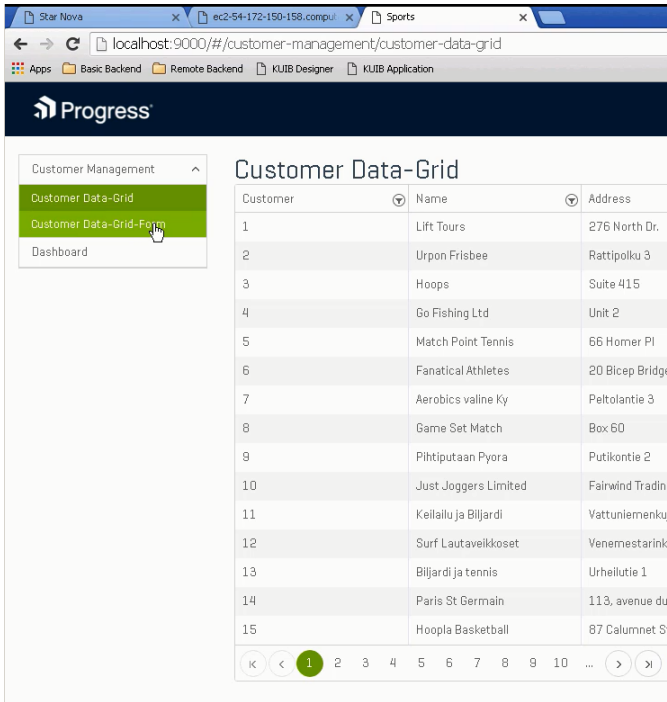 Star Nova
ec2-54-172-150-158.comput
Sports
localhost:9000/#/customer-management/customer-data-grid
Apps Basic Backend Remote Backend KUIB Designer KUIB Application
Progress
Customer Management
Customer Data-Grid
Customer Data-Grid-Form
Dashboard
Customer Data-Grid
Customer Name Address
1 Lift Tours 276 North Dr.
2 Urpon Frisbee Rattipolku 3
3 Hoops Suite 415
4 Go Fishing Ltd Unit 2
5 Match Point Tennis 66 Homer Pl
6 Fanatical Athletes 20 Bicep Bridge
7 Aerobics valine Ky Peltolantie 3
8 Game Set Match Box 60
9 Pihtiputaan Pyora Putikontie 2
10 Just Joggers Limited Fairwind Tradin
11 Keilailu ja Biljardi Vattuniemenku
12 Surf Lautaveikkoset Venemestarink
13 Biljardi ja tennis Urheilutie 1
14 Paris St Germain 113, avenue du
15 Hoopla Basketball 87 Calumnet S
1 2 3 4 5 6 7 8 9 10 ...